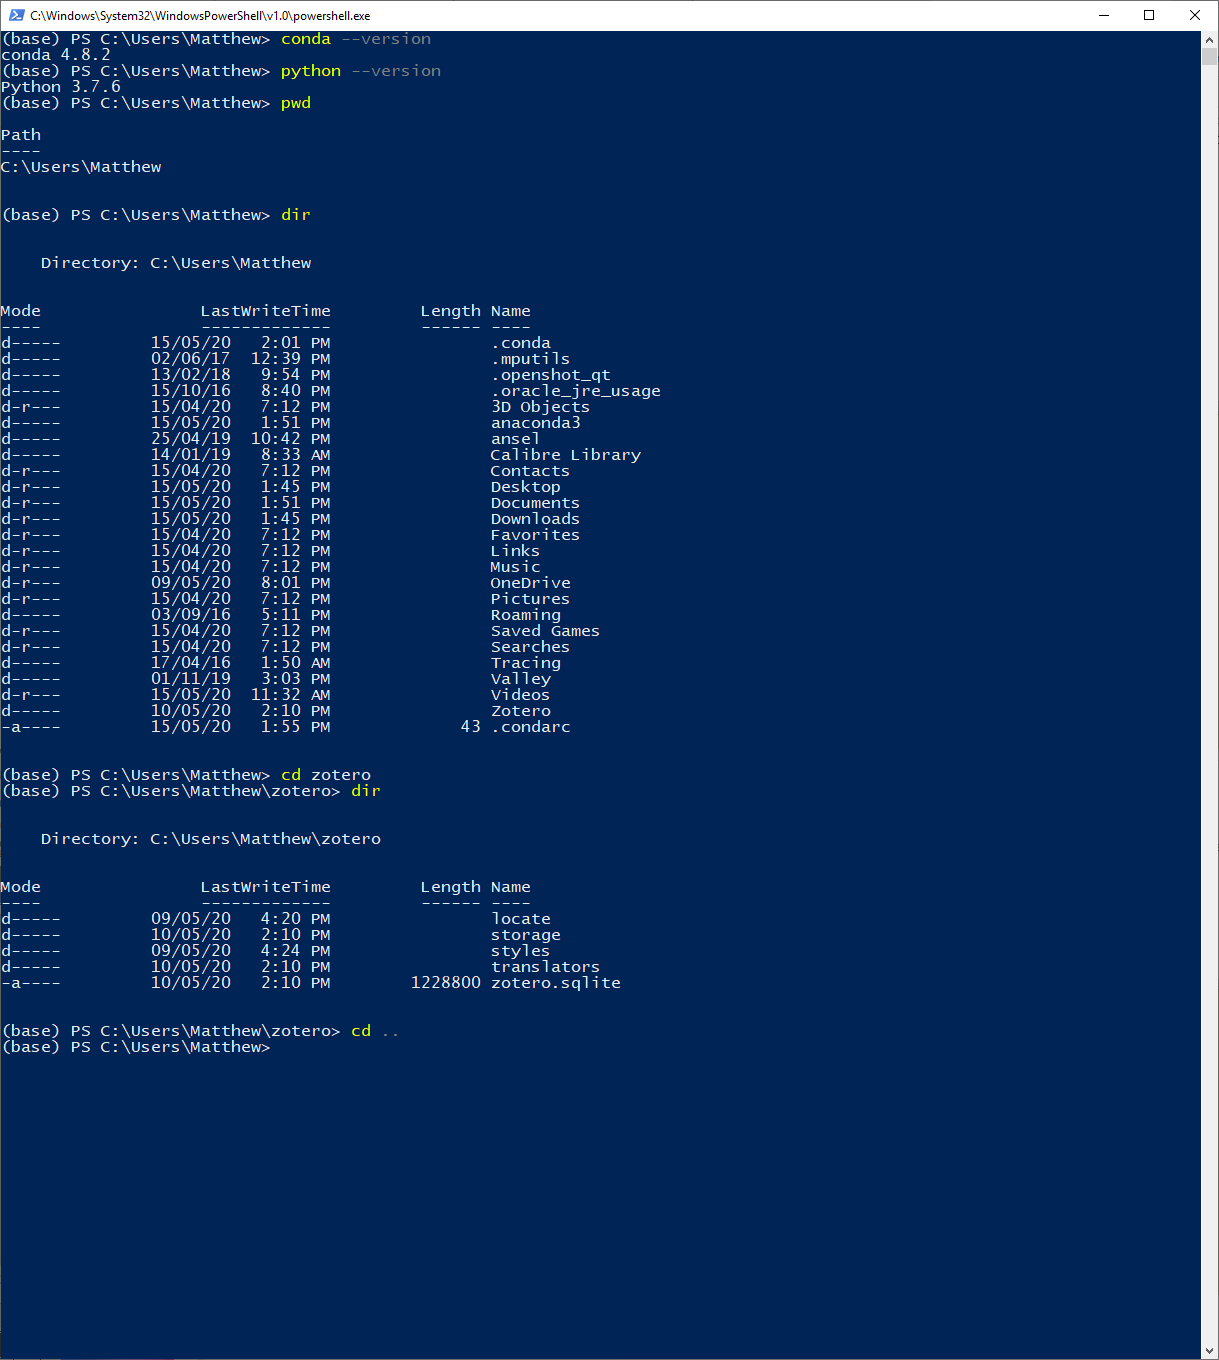 C:\Windows\System32\WindowsPowerShell\v1.0\powershell.exe
(base) PS C:\Users\Matthew> conda --version
conda 4.8.2
(base) PS C:\Users\Matthew> python --version
Python 3.7.6
(base) PS C:\Users\Matthew> pwd
Path
----
C:\Users\Matthew
(base) PS C:\Users\Matthew> dir
    Directory: C:\Users\Matthew
Mode                LastWriteTime         Length Name
----                -------------         ------ ----
d-----         15/05/20   2:01 PM                .conda
d-----         02/06/17  12:39 PM                .mputils
d-----         13/02/18   9:54 PM                .openshot_qt
d-----         15/10/16   8:40 PM                .oracle_jre_usage
d-r---         15/04/20   7:12 PM                3D Objects
d-----         15/05/20   1:51 PM                anaconda3
d-----         25/04/19  10:42 PM                ansel
d-----         14/01/19   8:33 AM                Calibre Library
d-r---         15/04/20   7:12 PM                Contacts
d-r---         15/05/20   1:45 PM                Desktop
d-r---         15/05/20   1:51 PM                Documents
d-r---         15/05/20   1:45 PM                Downloads
d-r---         15/04/20   7:12 PM                Favorites
d-r---         15/04/20   7:12 PM                Links
d-r---         15/04/20   7:12 PM                Music
d-r---         09/05/20   8:01 PM                OneDrive
d-r---         15/04/20   7:12 PM                Pictures
d-----         03/09/16   5:11 PM                Roaming
d-r---         15/04/20   7:12 PM                Saved Games
d-r---         15/04/20   7:12 PM                Searches
d-----         17/04/16   1:50 AM                Tracing
d-----         01/11/19   3:03 PM                Valley
d-r---         15/05/20  11:32 AM                Videos
d-----         10/05/20   2:10 PM                Zotero
-a----         15/05/20   1:55 PM             43 .condarc
(base) PS C:\Users\Matthew> cd zotero
(base) PS C:\Users\Matthew\zotero> dir
    Directory: C:\Users\Matthew\zotero
Mode                LastWriteTime         Length Name
----                -------------         ------ ----
d-----         09/05/20   4:20 PM                locate
d-----         10/05/20   2:10 PM                storage
d-----         09/05/20   4:24 PM                styles
d-----         10/05/20   2:10 PM                translators
-a----         10/05/20   2:10 PM        1228800 zotero.sqlite
(base) PS C:\Users\Matthew\zotero> cd ..
(base) PS C:\Users\Matthew>